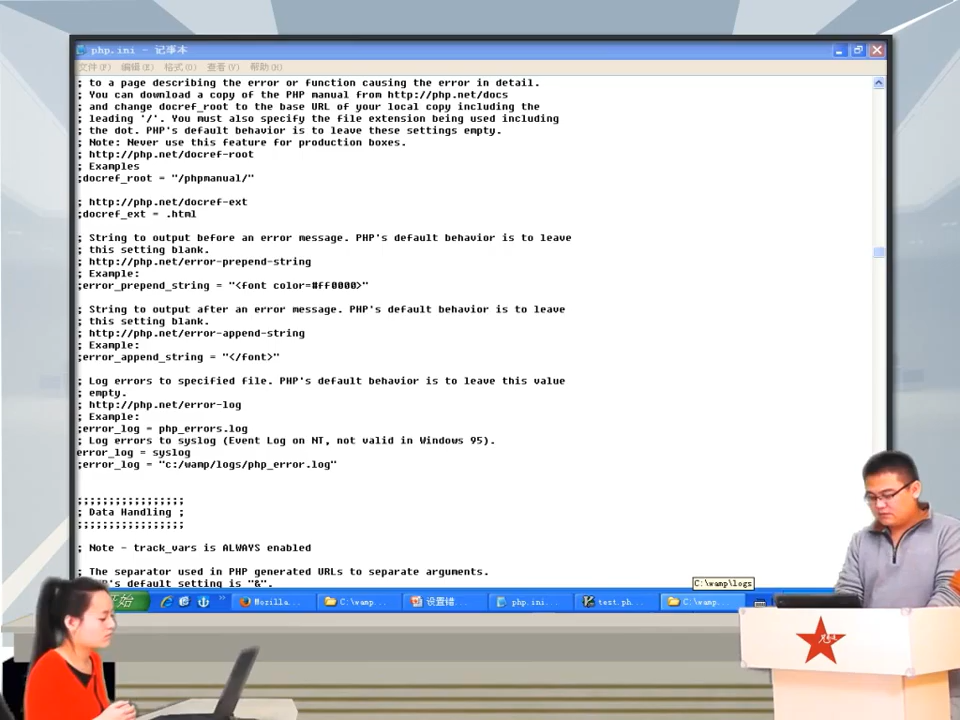 php.ini - 记事本
文件(F) 编辑(E) 格式(O) 查看(V) 帮助(H)
; to a page describing the error or function causing the error in detail.
; You can download a copy of the PHP manual from http://php.net/docs
; and change docref_root to the base URL of your local copy including the
; leading '/'. You must also specify the file extension being used including
; the dot. PHP's default behavior is to leave these settings empty.
; Note: Never use this feature for production boxes.
; http://php.net/docref-root
; Examples
;docref_root = "/phpmanual/"
; http://php.net/docref-ext
;docref_ext = .html
; String to output before an error message. PHP's default behavior is to leave
; this setting blank.
; http://php.net/error-prepend-string
; Example:
;error_prepend_string = "<font color=#ff0000>"
; String to output after an error message. PHP's default behavior is to leave
; this setting blank.
; http://php.net/error-append-string
; Example:
;error_append_string = "</font>"
; Log errors to specified file. PHP's default behavior is to leave this value
; empty.
; http://php.net/error-log
; Example:
;error_log = php_errors.log
; Log errors to syslog (Event Log on NT, not valid in Windows 95).
error_log = syslog
;error_log = "c:/wamp/logs/php_error.log"
;;;;;;;;;;;;;;;;;
; Data Handling ;
;;;;;;;;;;;;;;;;;
; Note - track_vars is ALWAYS enabled
; The separator used in PHP generated URLs to separate arguments.
PHP's default setting is "&".
C:\wamp\logs
开始 Mozilla... C:\wamp... 设置错... php.ini... test.ph... C:\wamp...